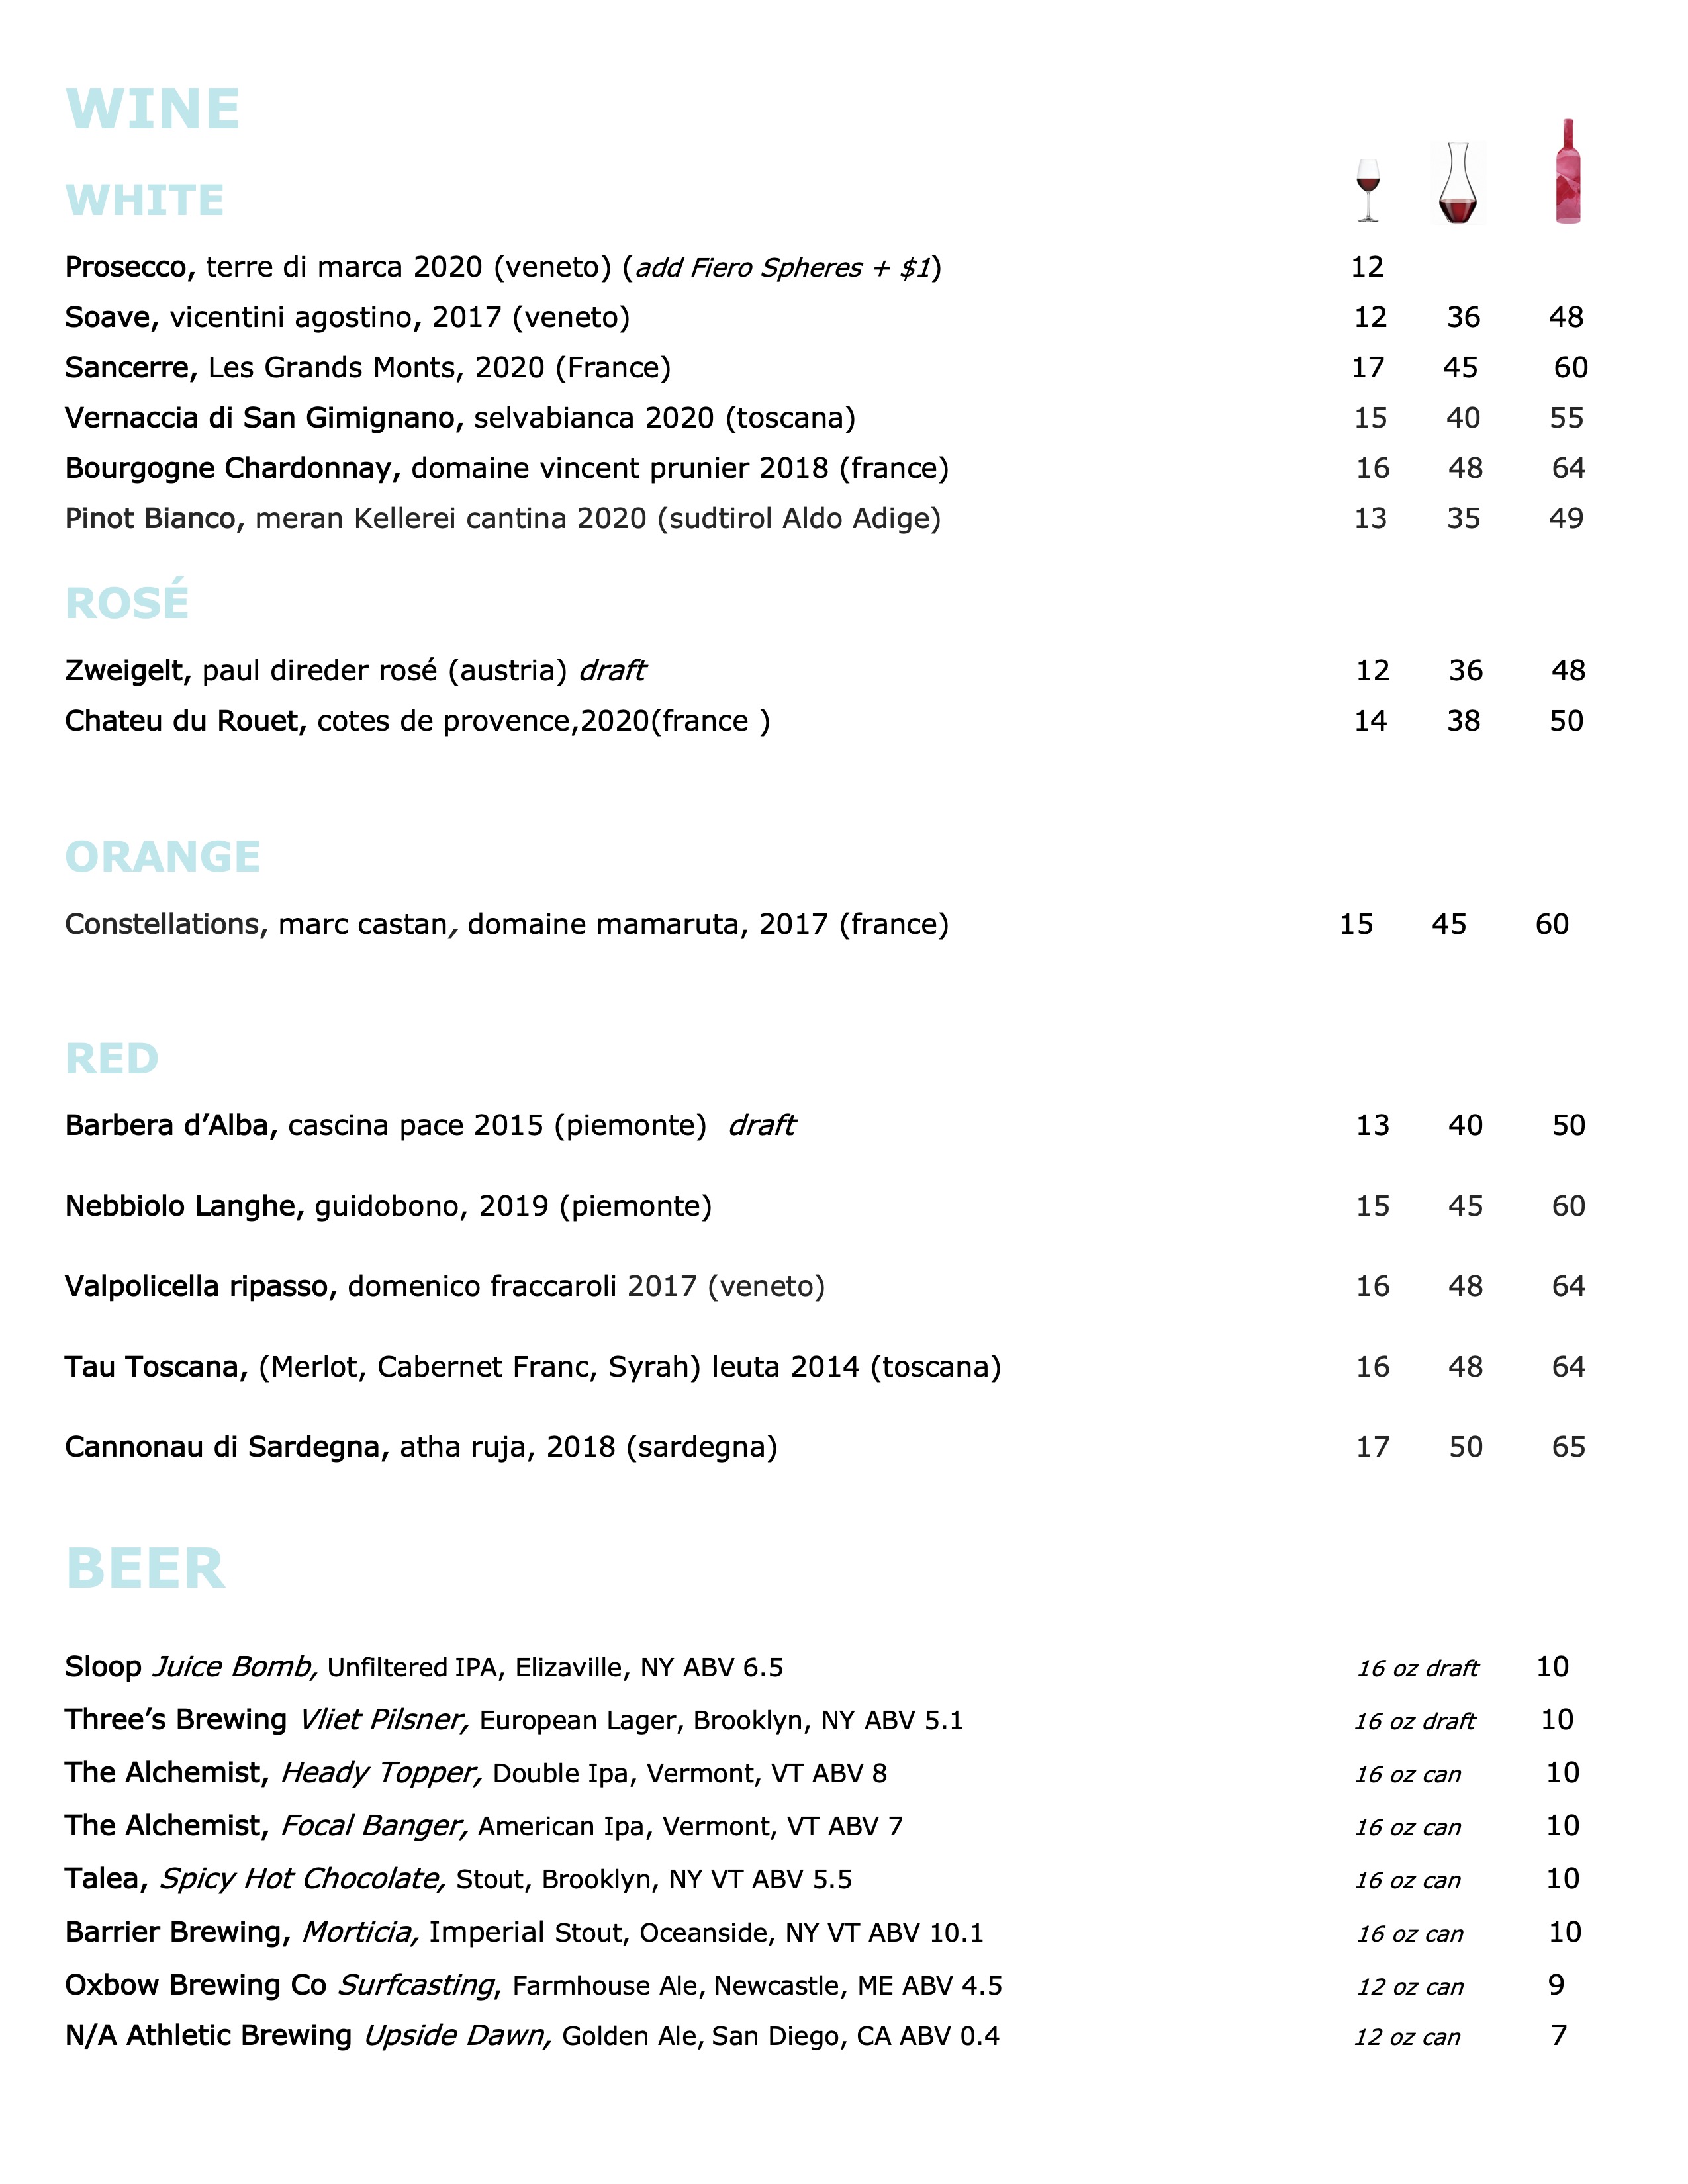 WINE
WHITE
Prosecco, terre di marca 2020 (veneto) (add Fiero Spheres + $1) 12
Soave, vicentini agostino, 2017 (veneto) 12 36 48
Sancerre, Les Grands Monts, 2020 (France) 17 45 60
Vernaccia di San Gimignano, selvabianca 2020 (toscana) 15 40 55
Bourgogne Chardonnay, domaine vincent prunier 2018 (france) 16 48 64
Pinot Bianco, meran Kellerei cantina 2020 (sudtirol Aldo Adige) 13 35 49
ROSÉ
Zweigelt, paul direder rosé (austria) draft 12 36 48
Chateu du Rouet, cotes de provence,2020(france ) 14 38 50
ORANGE
Constellations, marc castan, domaine mamaruta, 2017 (france) 15 45 60
RED
Barbera d’Alba, cascina pace 2015 (piemonte) draft 13 40 50
Nebbiolo Langhe, guidobono, 2019 (piemonte) 15 45 60
Valpolicella ripasso, domenico fraccaroli 2017 (veneto) 16 48 64
Tau Toscana, (Merlot, Cabernet Franc, Syrah) leuta 2014 (toscana) 16 48 64
Cannonau di Sardegna, atha ruja, 2018 (sardegna) 17 50 65
BEER
Sloop Juice Bomb, Unfiltered IPA, Elizaville, NY ABV 6.5 16 oz draft 10
Three’s Brewing Vliet Pilsner, European Lager, Brooklyn, NY ABV 5.1 16 oz draft 10
The Alchemist, Heady Topper, Double Ipa, Vermont, VT ABV 8 16 oz can 10
The Alchemist, Focal Banger, American Ipa, Vermont, VT ABV 7 16 oz can 10
Talea, Spicy Hot Chocolate, Stout, Brooklyn, NY VT ABV 5.5 16 oz can 10
Barrier Brewing, Morticia, Imperial Stout, Oceanside, NY VT ABV 10.1 16 oz can 10
Oxbow Brewing Co Surfcasting, Farmhouse Ale, Newcastle, ME ABV 4.5 12 oz can 9
N/A Athletic Brewing Upside Dawn, Golden Ale, San Diego, CA ABV 0.4 12 oz can 7